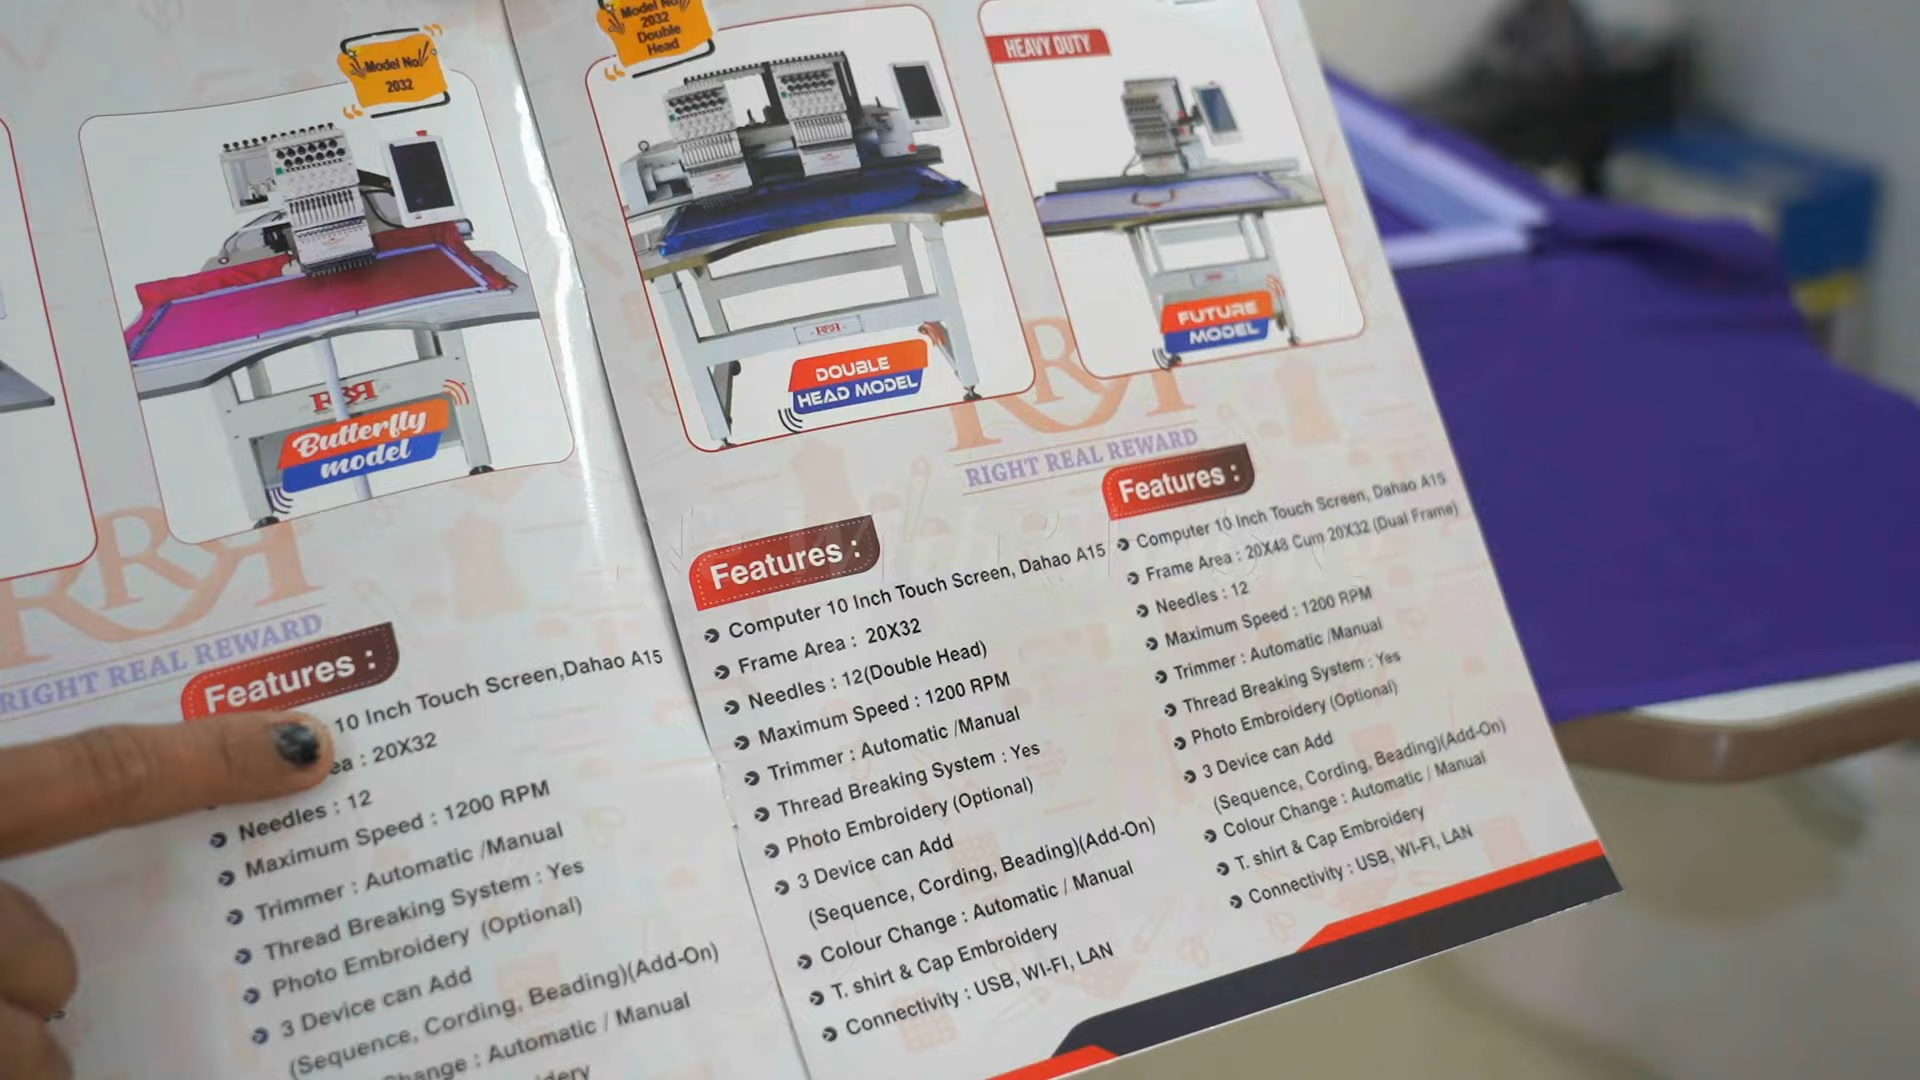 Model No.
2032
RRR
Butterfly
model
RRR
RIGHT REAL REWARD
Features :
10 Inch Touch Screen,Dahao A15
ea : 20X32
Needles : 12
Maximum Speed : 1200 RPM
Trimmer : Automatic /Manual
Thread Breaking System : Yes
Photo Embroidery (Optional)
3 Device can Add
(Sequence, Cording, Beading)(Add-On)
hange : Automatic / Manual
idery
Model No.
2032
Double
Head
RRR
DOUBLE
HEAD MODEL
Features :
Computer 10 Inch Touch Screen, Dahao A15
Frame Area : 20X32
Needles : 12(Double Head)
Maximum Speed : 1200 RPM
Trimmer : Automatic /Manual
Thread Breaking System : Yes
Photo Embroidery (Optional)
3 Device can Add
(Sequence, Cording, Beading)(Add-On)
Colour Change : Automatic / Manual
T. shirt & Cap Embroidery
Connectivity : USB, WI-FI, LAN
HEAVY DUTY
FUTURE
MODEL
RRR
RIGHT REAL REWARD
Features :
Computer 10 Inch Touch Screen, Dahao A15
Frame Area : 20X48 Cum 20X32 (Dual Frame)
Needles : 12
Maximum Speed : 1200 RPM
Trimmer : Automatic /Manual
Thread Breaking System : Yes
Photo Embroidery (Optional)
3 Device can Add
(Sequence, Cording, Beading)(Add-On)
Colour Change : Automatic / Manual
T. shirt & Cap Embroidery
Connectivity : USB, WI-FI, LAN